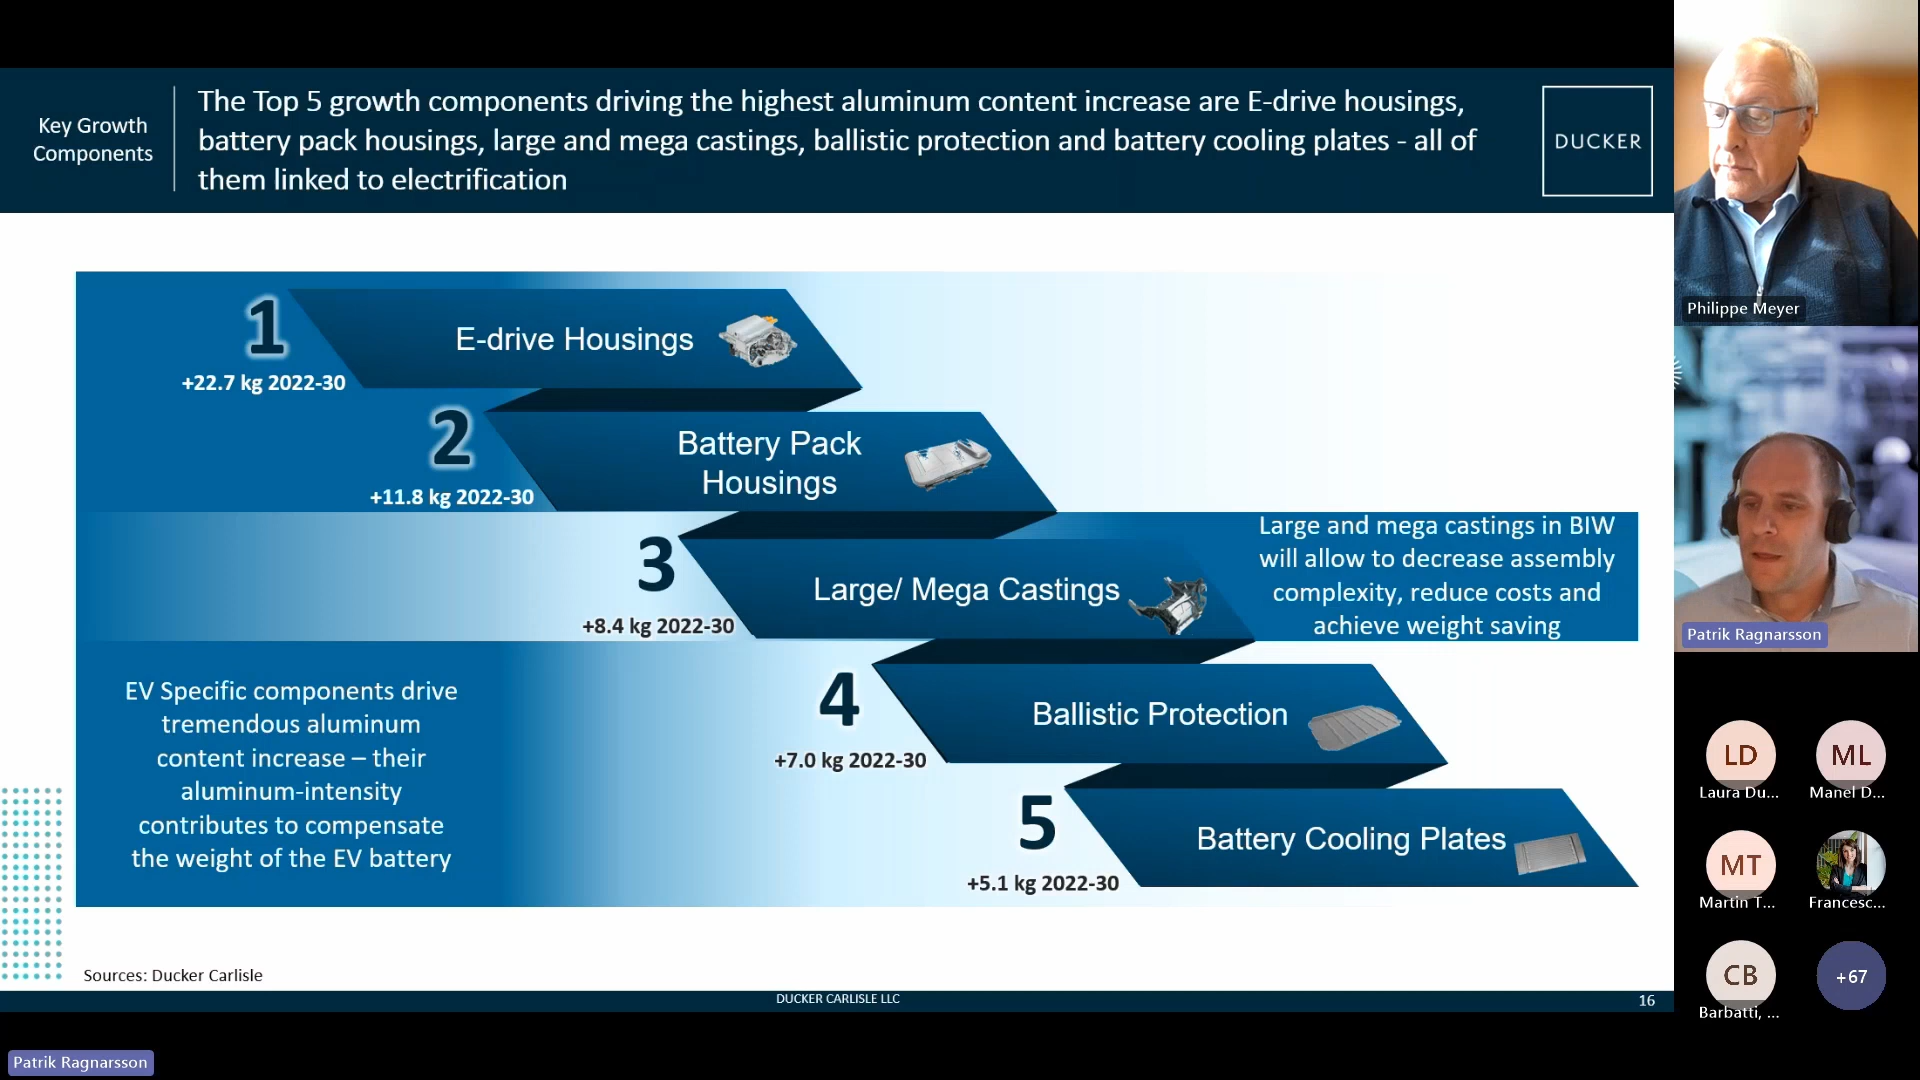 Key Growth
Components
The Top 5 growth components driving the highest aluminum content increase are E-drive housings,
battery pack housings, large and mega castings, ballistic protection and battery cooling plates - all of
them linked to electrification
DUCKER
1
E-drive Housings
+22.7 kg 2022-30
2
Battery Pack
Housings
+11.8 kg 2022-30
3
Large/ Mega Castings
+8.4 kg 2022-30
Large and mega castings in BIW
will allow to decrease assembly
complexity, reduce costs and
achieve weight saving
EV Specific components drive
tremendous aluminum
content increase – their
aluminum-intensity
contributes to compensate
the weight of the EV battery
4
Ballistic Protection
+7.0 kg 2022-30
5
Battery Cooling Plates
+5.1 kg 2022-30
Sources: Ducker Carlisle
DUCKER CARLISLE LLC
16
Philippe Meyer
Patrik Ragnarsson
LD
Laura Du...
ML
Manel D...
MT
Martin T...
Francesc...
CB
Barbatti, ...
+67
Patrik Ragnarsson